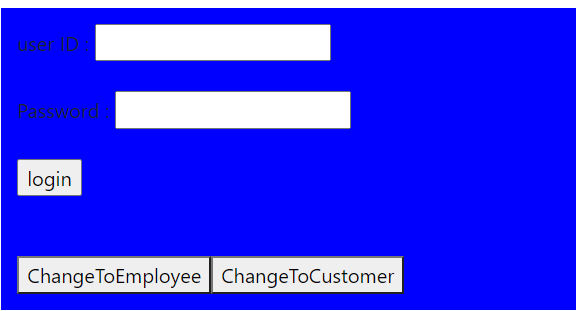 user ID :
Password :
login
ChangeToEmployee ChangeToCustomer